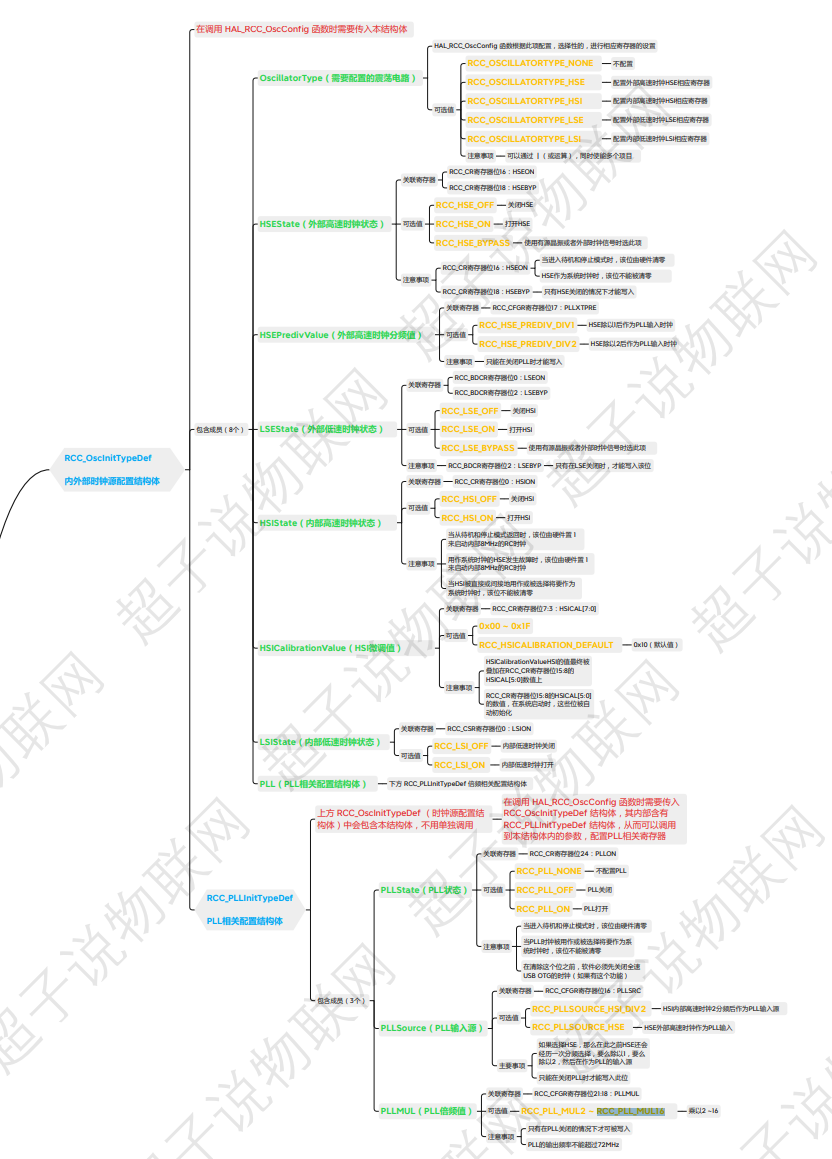 在调用 HAL_RCC_OscConfig 函数时需要传入本结构体
HAL_RCC_OscConfig 函数根据此项配置，选择性的，进行相应寄存器的设置
OscillatorType（需要配置的震荡电路）
可选值
RCC_OSCILLATORTYPE_NONE 不配置
RCC_OSCILLATORTYPE_HSE 配置外部高速时钟HSE相应寄存器
RCC_OSCILLATORTYPE_HSI 配置内部高速时钟HSI相应寄存器
RCC_OSCILLATORTYPE_LSE 配置外部低速时钟LSE相应寄存器
RCC_OSCILLATORTYPE_LSI 配置内部低速时钟LSI相应寄存器
注意事项 可以通过 |（ 或运算），同时使能多个项目
HSEState（外部高速时钟状态）
关联寄存器
RCC_CR寄存器位16：HSEON
RCC_CR寄存器位18：HSEBYP
可选值
RCC_HSE_OFF 关闭HSE
RCC_HSE_ON 打开HSE
RCC_HSE_BYPASS 使用有源晶振或者外部时钟信号时选此项
注意事项
RCC_CR寄存器位16：HSEON
当进入待机和停止模式时，该位由硬件清零
HSE作为系统时钟时，该位不能被清零
RCC_CR寄存器位18：HSEBYP 只有HSE关闭的情况下才能写入
HSEPredivValue（外部高速时钟分频值）
关联寄存器 RCC_CFGR寄存器位17：PLLXTPRE
可选值
RCC_HSE_PREDIV_DIV1 HSE除以1后作为PLL输入时钟
RCC_HSE_PREDIV_DIV2 HSE除以2后作为PLL输入时钟
注意事项 只能在关闭PLL时才能写入
包含成员（8个）
LSEState（外部低速时钟状态）
关联寄存器
RCC_BDCR寄存器位0：LSEON
RCC_BDCR寄存器位2：LSEBYP
可选值
RCC_LSE_OFF 关闭HSI
RCC_LSE_ON 打开HSI
RCC_LSE_BYPASS 使用有源晶振或者外部时钟信号时选此项
注意事项 RCC_BDCR寄存器位2：LSEBYP 只有在LSE关闭时，才能写入该位
RCC_OscInitTypeDef
内外部时钟源配置结构体
HSIState（内部高速时钟状态）
关联寄存器 RCC_CR寄存器位0：HSION
可选值
RCC_HSI_OFF 关闭HSI
RCC_HSI_ON 打开HSI
注意事项
当从待机和停止模式返回时，该位由硬件置 1
来启动内部8MHz的RC时钟
用作系统时钟的HSE发生故障时，该位由硬件置 1
来启动内部8MHz的RC时钟
当HSI被直接或间接地用作或被选择将要作为
系统时钟时，该位不能被清零
HSICalibrationValue（HSI微调值）
关联寄存器 RCC_CR寄存器位7:3：HSICAL[7:0]
可选值
0x00 ~ 0x1F
RCC_HSICALIBRATION_DEFAULT 0x10（默认值）
注意事项
HSICalibrationValueHSI的值最终被
叠加在RCC_CR寄存器位15:8的
HSICAL[5:0]数值上
RCC_CR寄存器位15:8的HSICAL[5:0]
的数值，在系统启动时，这些位被自
动初始化
LSIState（内部低速时钟状态）
关联寄存器 RCC_CSR寄存器位0：LSION
可选值
RCC_LSI_OFF 内部低速时钟关闭
RCC_LSI_ON 内部低速时钟打开
PLL（PLL相关配置结构体） 下方 RCC_PLLInitTypeDef 倍频相关配置结构体
上方 RCC_OscInitTypeDef （ 时钟源配置结
构体）中会包含本结构体，不用单独调用
在调用 HAL_RCC_OscConfig 函数时需要传入
RCC_OscInitTypeDef 结构体，其内部含有
RCC_PLLInitTypeDef 结构体，从而可以调用
到本结构体内的参数，配置PLL相关寄存器
RCC_PLLInitTypeDef
PLL相关配置结构体
包含成员（3个）
PLLState（PLL状态）
关联寄存器 RCC_CR寄存器位24：PLLON
可选值
RCC_PLL_NONE 不配置PLL
RCC_PLL_OFF PLL关闭
RCC_PLL_ON PLL打开
注意事项
当进入待机和停止模式时，该位由硬件清零
当PLL时钟被用作或被选择将要作为系
统时钟时，该位不能被清零
在清除这个位之前，软件必须先关闭全速
USB OTG的时钟（如果有这个功能）
PLLSource（PLL输入源）
关联寄存器 RCC_CFGR寄存器位16：PLLSRC
可选值
RCC_PLLSOURCE_HSI_DIV2 HSI内部高速时钟2分频后作为PLL输入源
RCC_PLLSOURCE_HSE HSE外部高速时钟作为PLL输入
主要事项
如果选择HSE，那么在此之前HSE还会
经历一次分频选择，要么除以1，要么
除以2，然后在作为PLL的输入源
只能在关闭PLL时才能写入此位
PLLMUL（PLL倍频值）
关联寄存器 RCC_CFGR寄存器位21:18：PLLMUL
可选值 RCC_PLL_MUL2 ~ RCC_PLL_MUL16 乘以2 ~16
注意事项
只有在PLL关闭的情况下才可被写入
PLL的输出频率不能超过72MHz
超子说物联网